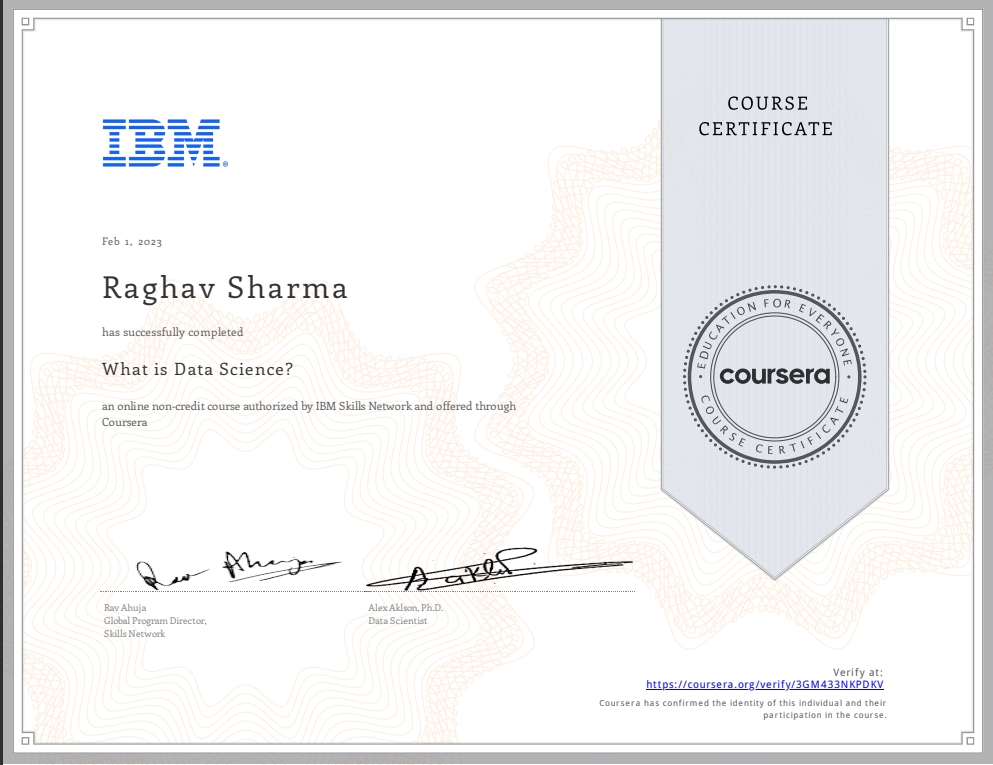 COURSE
CERTIFICATE
IBM®
Feb 1, 2023
Raghav Sharma
has successfully completed
What is Data Science?
an online non-credit course authorized by IBM Skills Network and offered through
Coursera
EDUCATION FOR EVERYONE
coursera
COURSE CERTIFICATE
Rav Ahuja
Alex Aklson, Ph.D.
Global Program Director,
Data Scientist
Skills Network
Verify at:
https://coursera.org/verify/3GM433NKPDKV
Coursera has confirmed the identity of this individual and their
participation in the course.